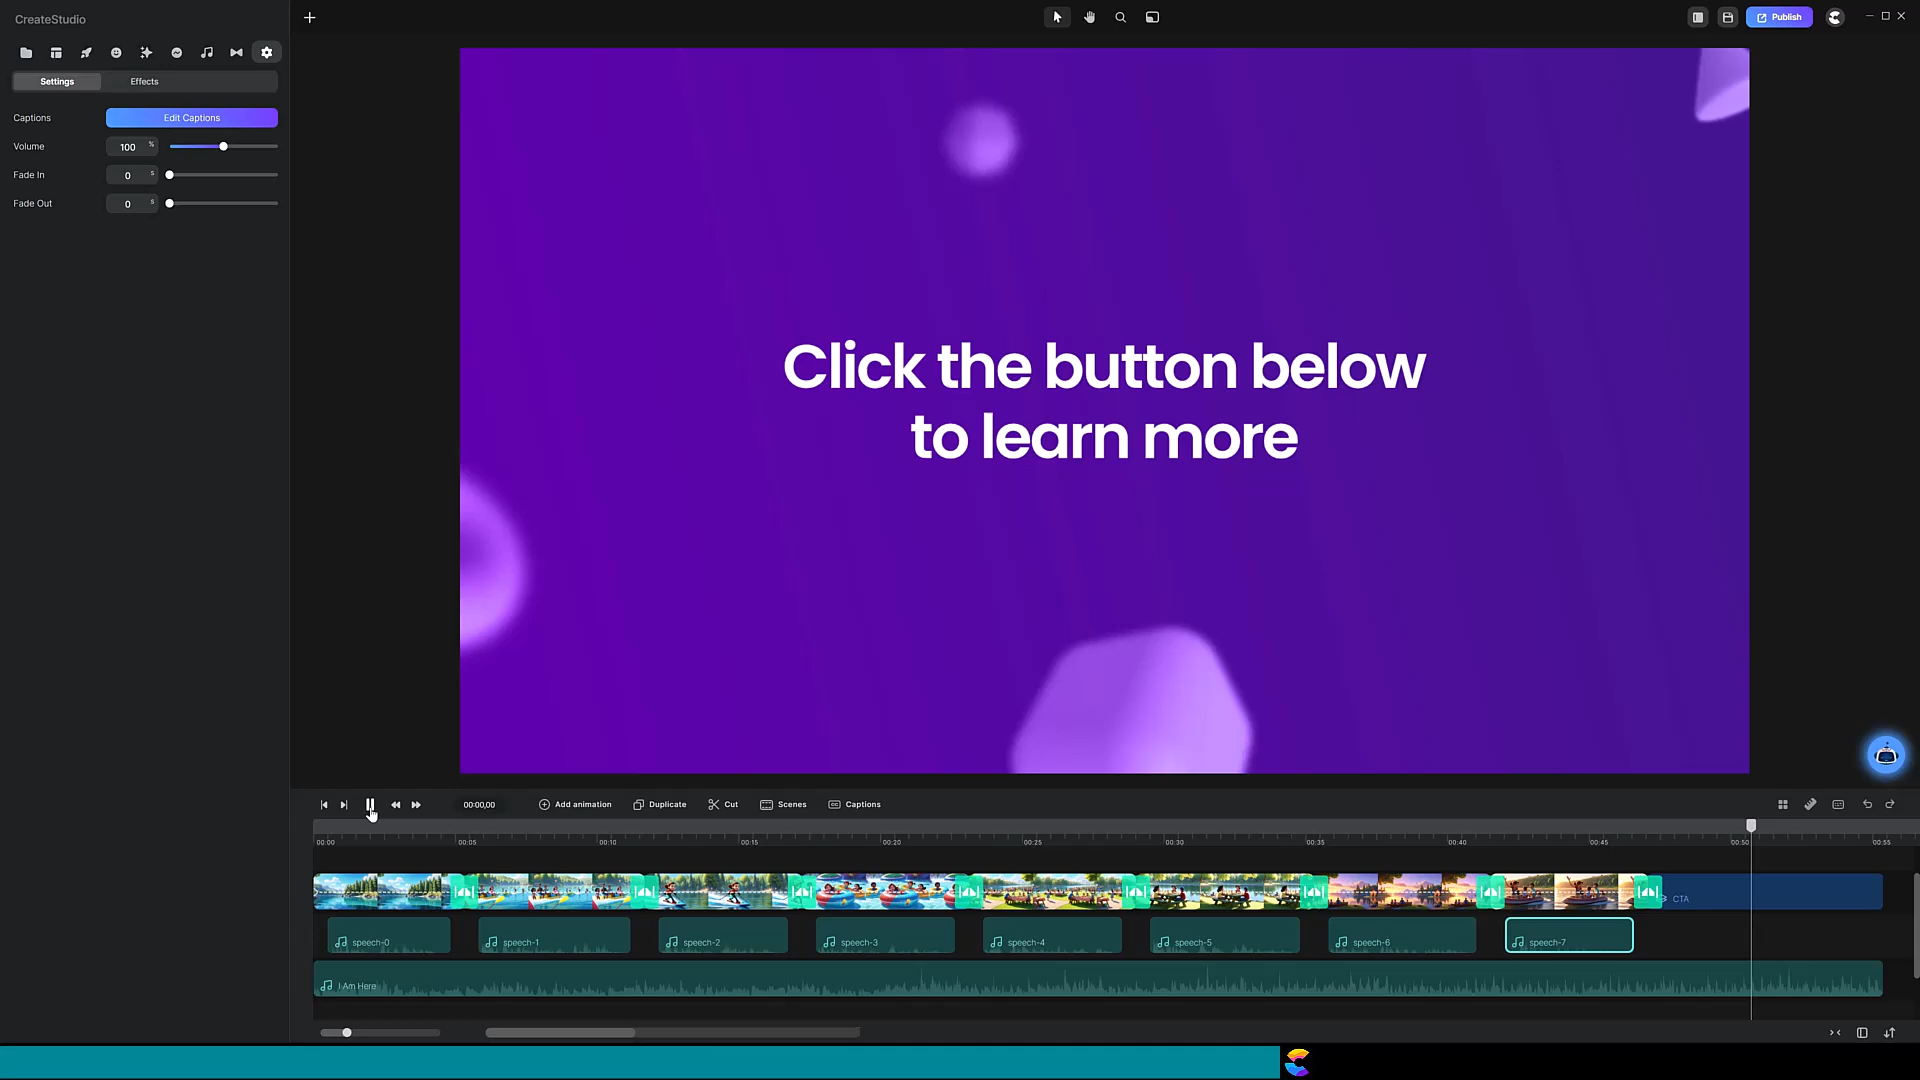 CreateStudio
Publish
Settings
Effects
Captions
Edit Captions
Volume
100 %
Fade In
0 s
Fade Out
0 s
Click the button below
to learn more
00:00,00
Add animation
Duplicate
Cut
Scenes
Captions
00:00
00:05
00:10
00:15
00:20
00:25
00:30
00:35
00:40
00:45
00:50
00:55
CTA
speech-0
speech-1
speech-2
speech-3
speech-4
speech-5
speech-6
speech-7
I Am Here